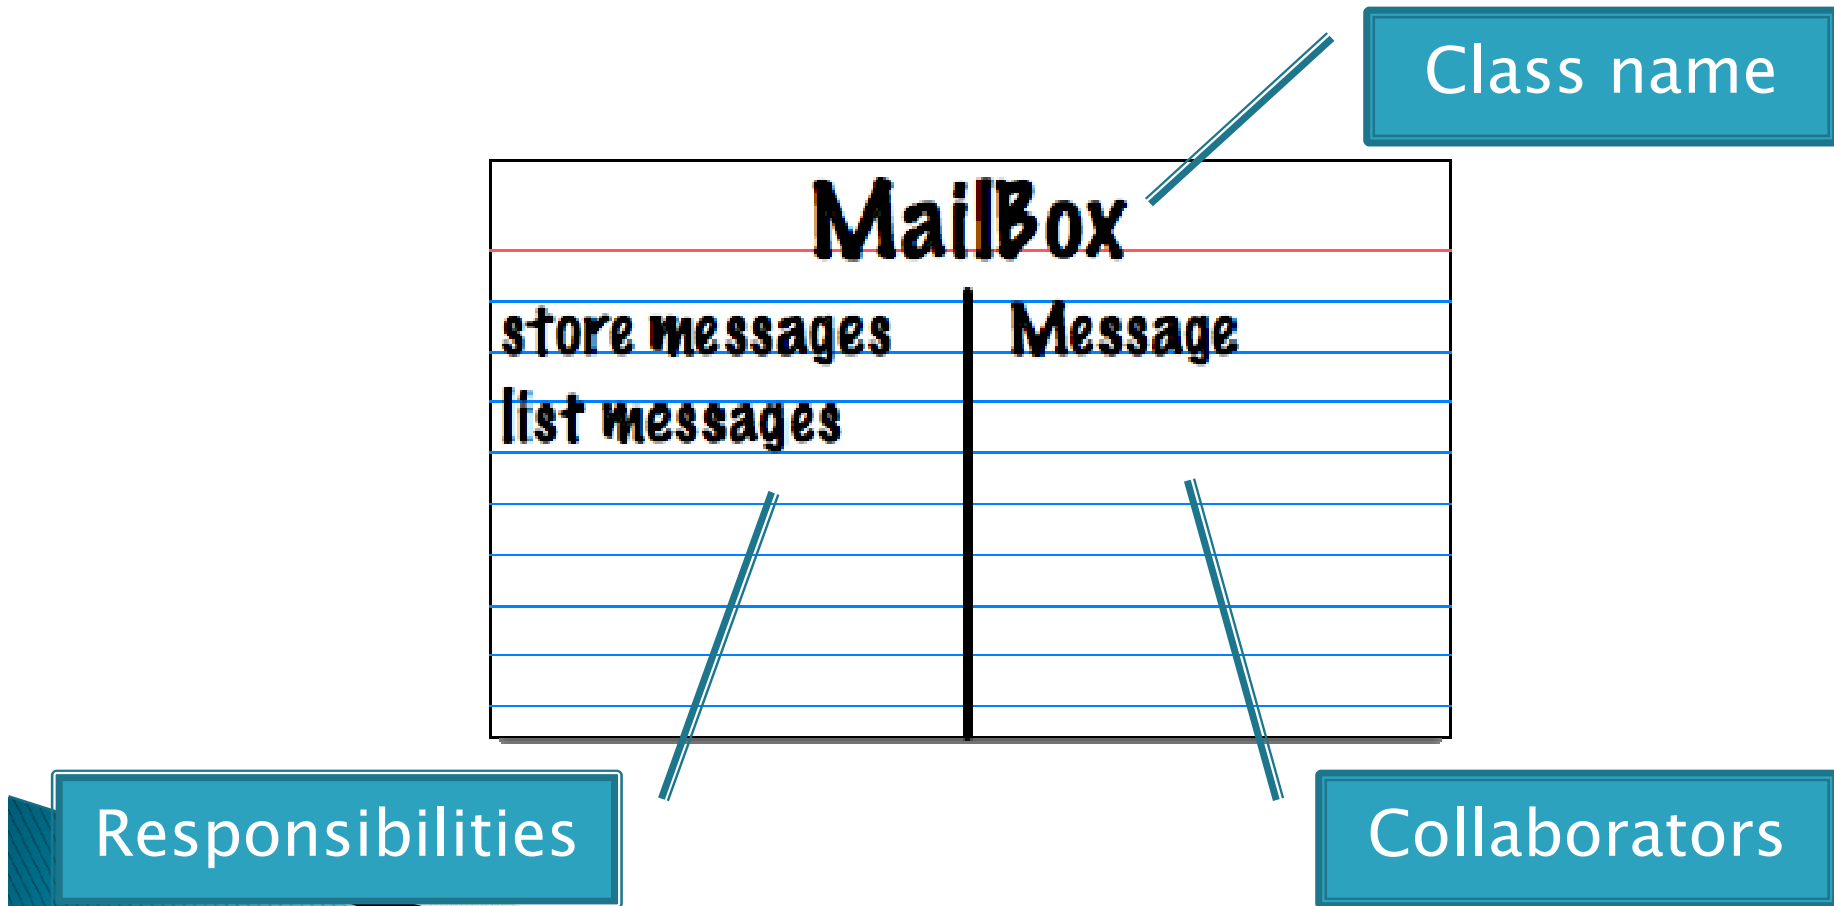 Class name
MailBox
store messages
Message
list messages
Responsibilities
Collaborators